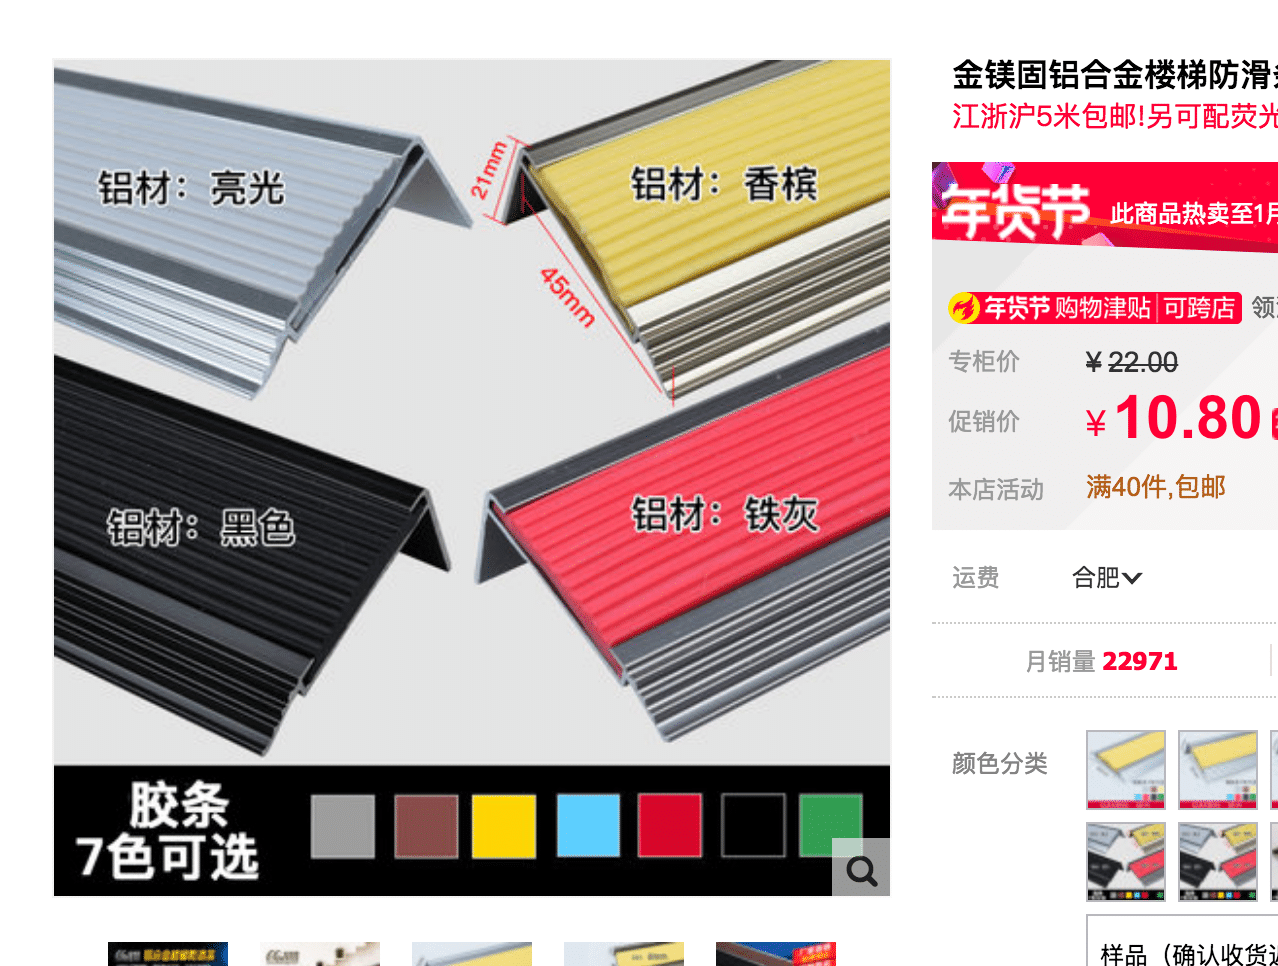 金镁固铝合金楼梯防滑
江浙沪5米包邮!另可配荧光
铝材：亮光
铝材：香槟
21mm
45mm
铝材：黑色
铝材：铁灰
胶条
7色可选
年货节 此商品热卖至1月
年货节 购物津贴 可跨店 领
专柜价 ¥ 22.00
促销价 ¥ 10.80
本店活动 满40件,包邮
运费 合肥
月销量 22971
颜色分类
样品（确认收货返